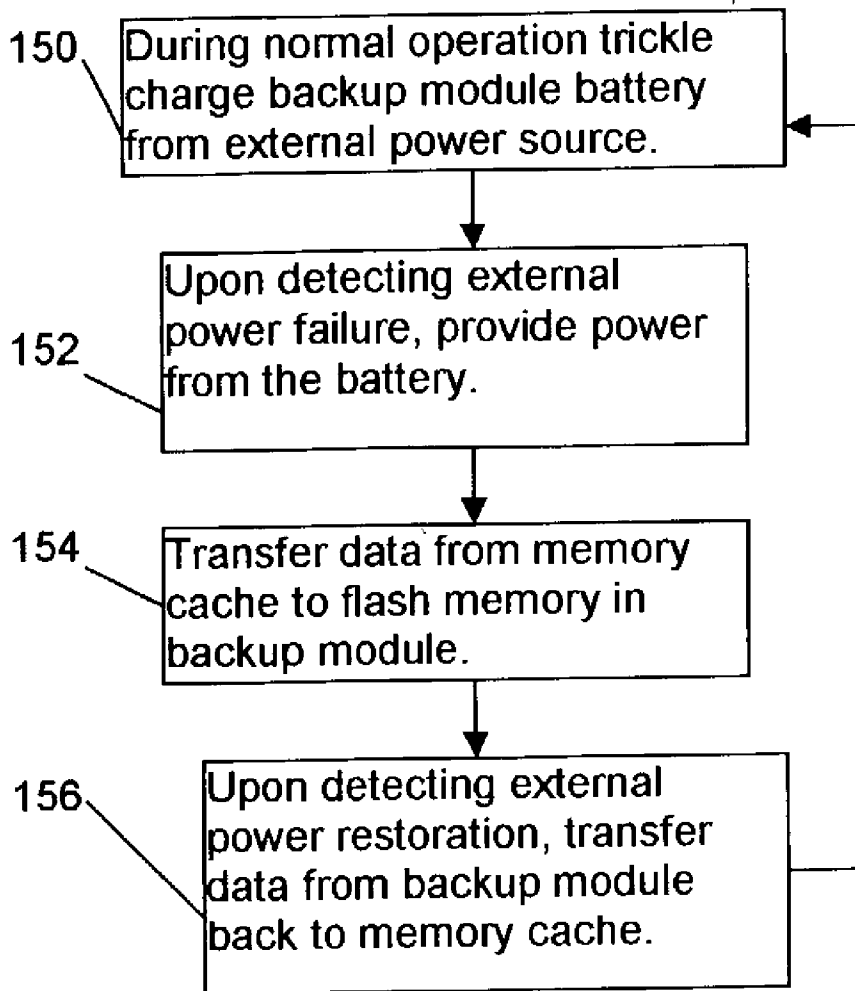 150
During normal operation trickle
charge backup module battery
from external power source.
152
Upon detecting external
power failure, provide power
from the battery.
154
Transfer data from memory
cache to flash memory in
backup module.
156
Upon detecting external
power restoration, transfer
data from backup module
back to memory cache.